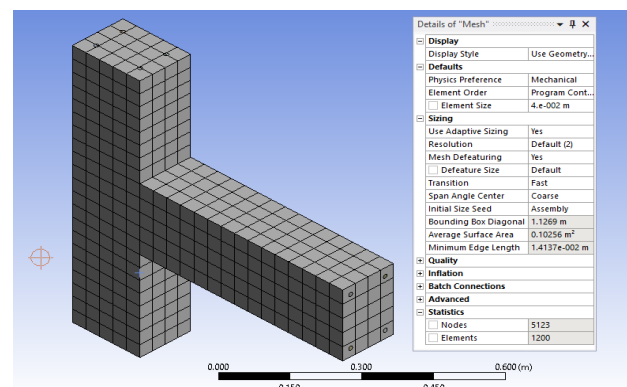 Details of "Mesh"
Display
Display Style Use Geometry...
Defaults
Physics Preference Mechanical
Element Order Program Cont...
Element Size 4.e-002 m
Sizing
Use Adaptive Sizing Yes
Resolution Default (2)
Mesh Defeaturing Yes
Defeature Size Default
Transition Fast
Span Angle Center Coarse
Initial Size Seed Assembly
Bounding Box Diagonal 1.1269 m
Average Surface Area 0.10256 m²
Minimum Edge Length 1.4137e-002 m
Quality
Inflation
Batch Connections
Advanced
Statistics
Nodes 5123
Elements 1200
0.000 0.300 0.600 (m)
0.150 0.450